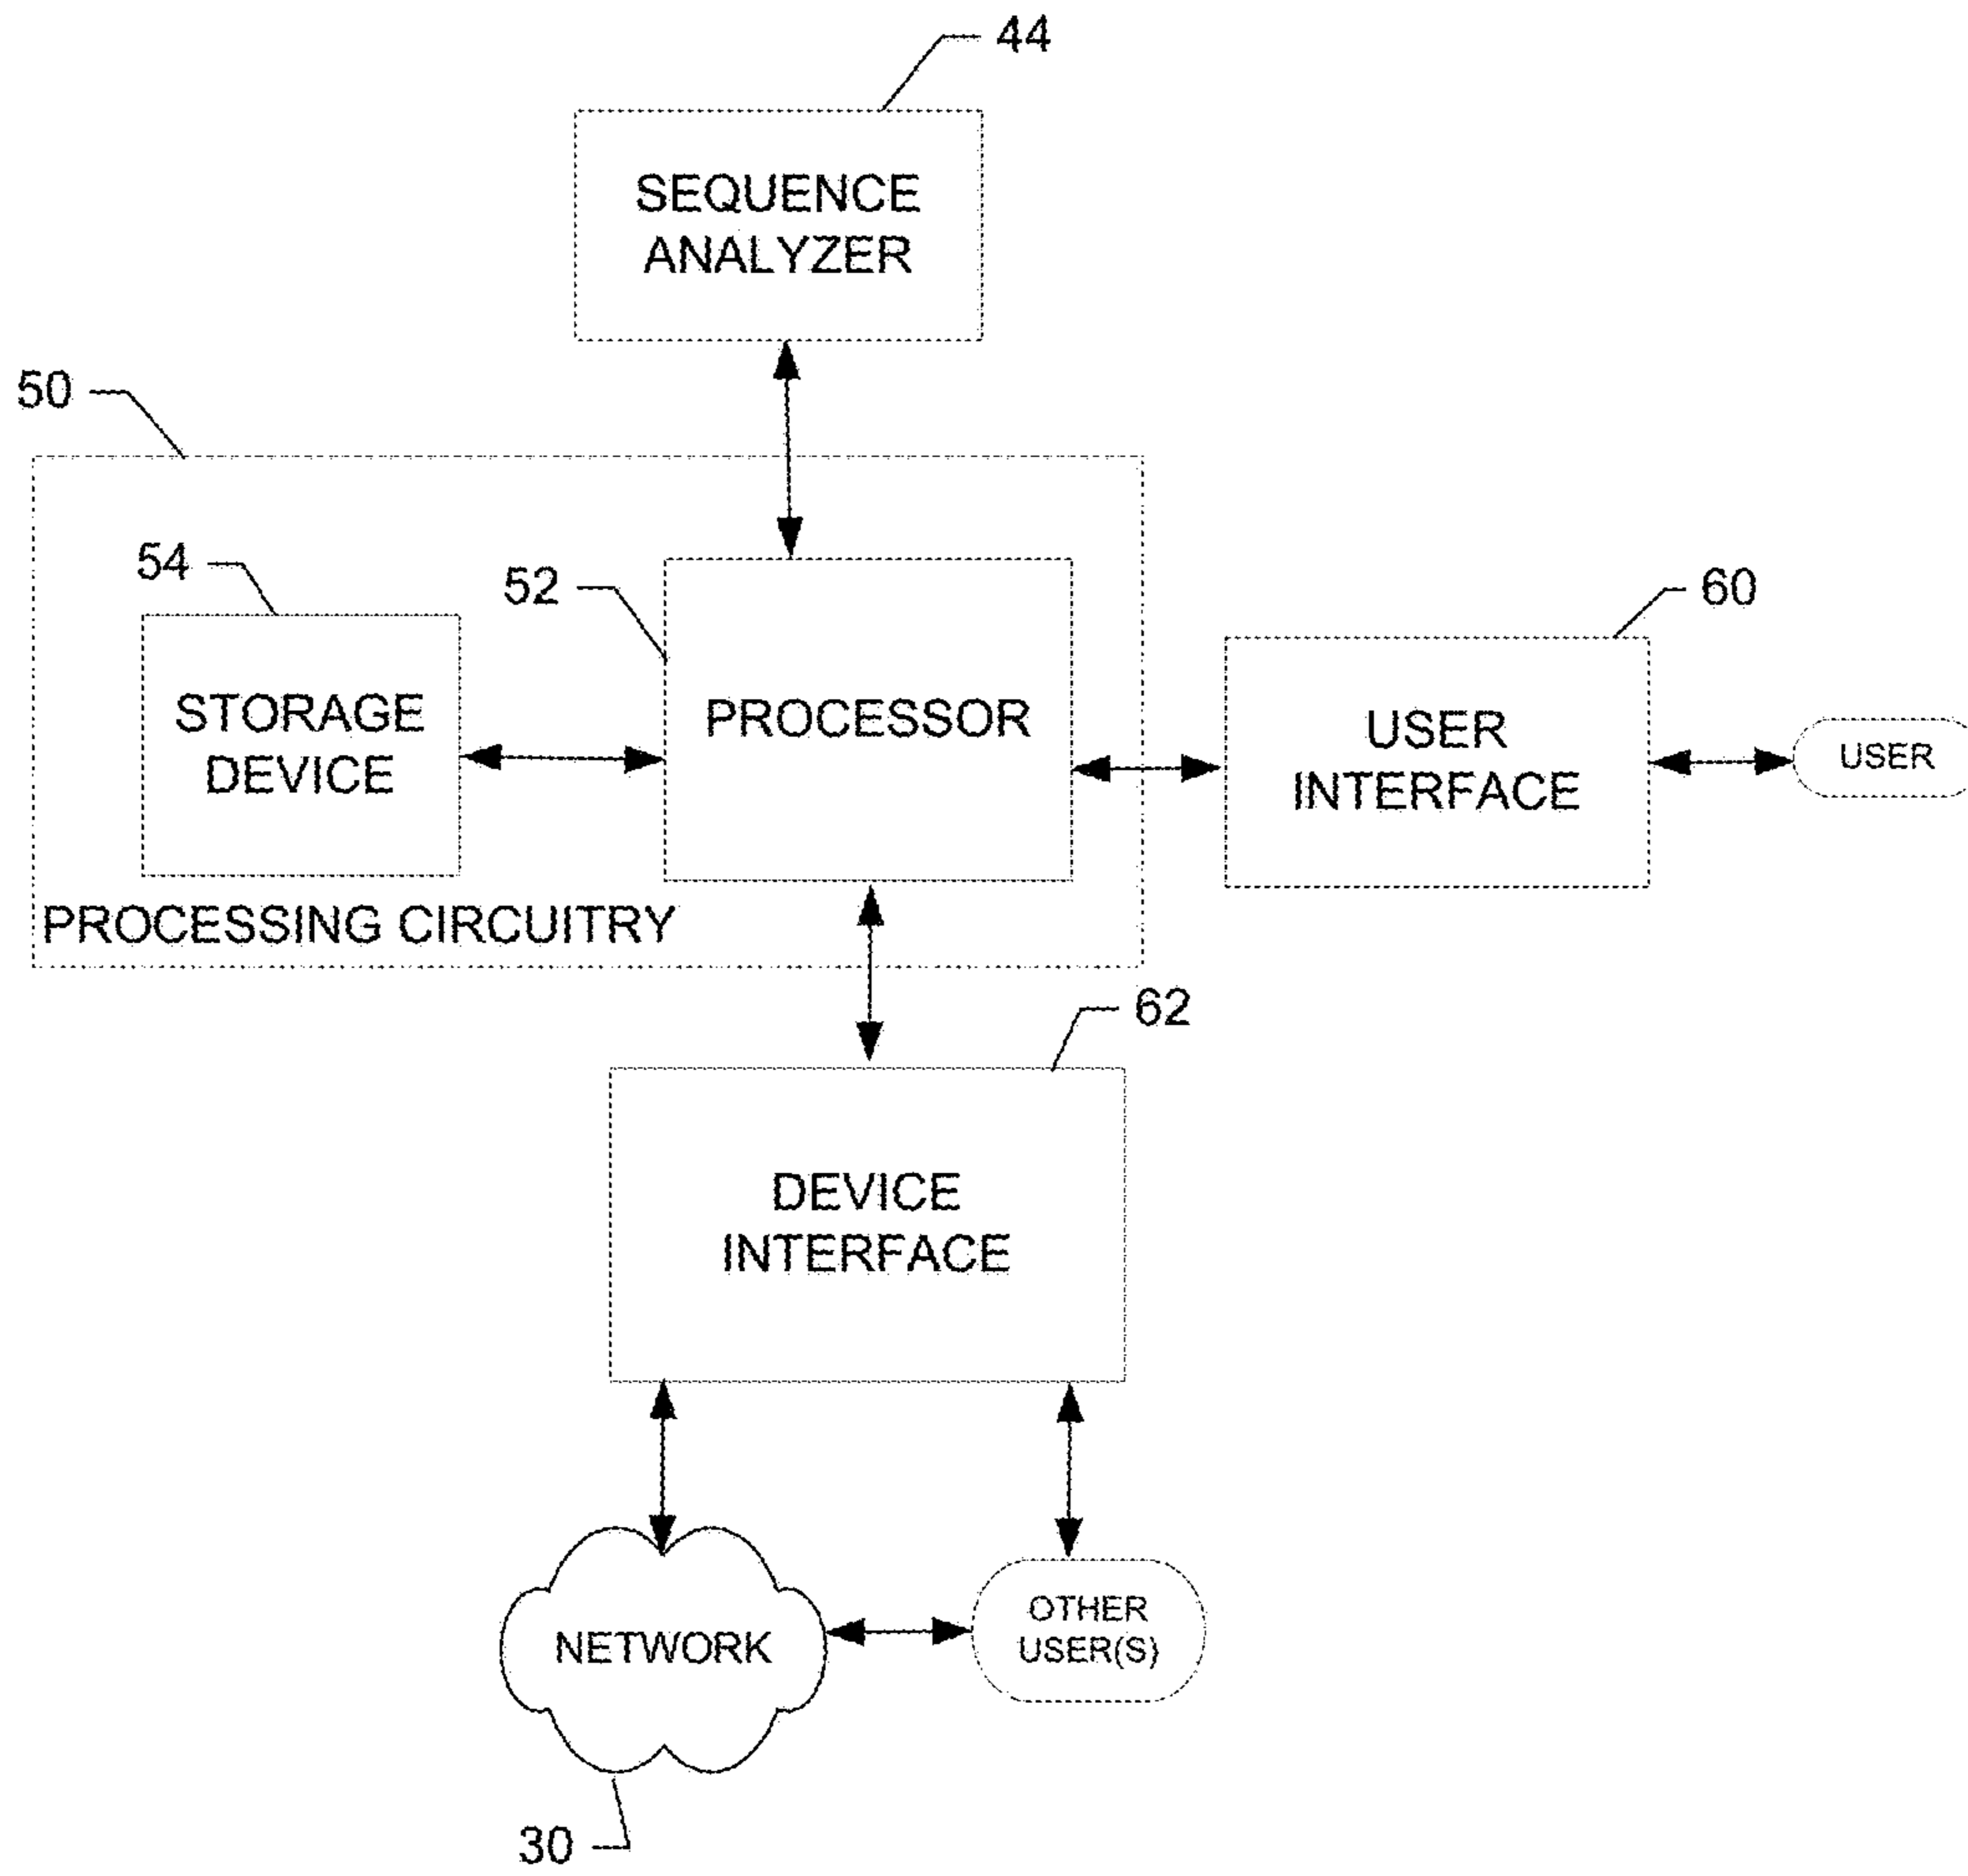 44
SEQUENCE
ANALYZER
50
54
52
60
STORAGE
DEVICE
PROCESSOR
USER
INTERFACE
USER
PROCESSING CIRCUITRY
62
DEVICE
INTERFACE
NETWORK
OTHER
USER(S)
30